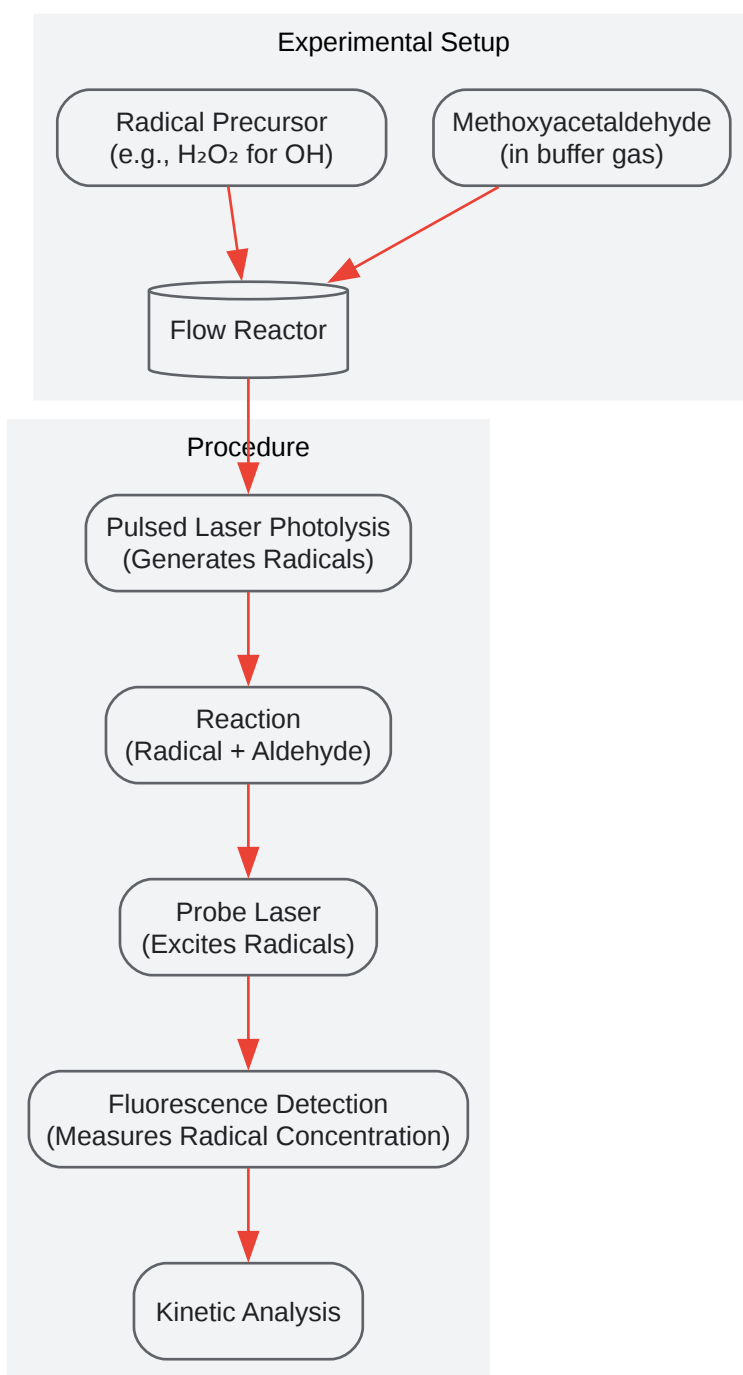 Experimental Setup
Radical Precursor
(e.g., H₂O₂ for OH)
Methoxyacetaldehyde
(in buffer gas)
Flow Reactor
Procedure
Pulsed Laser Photolysis
(Generates Radicals)
Reaction
(Radical + Aldehyde)
Probe Laser
(Excites Radicals)
Fluorescence Detection
(Measures Radical Concentration)
Kinetic Analysis